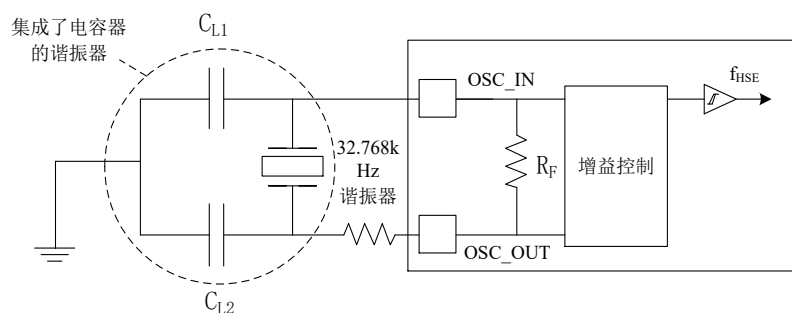 集成了电容器
的谐振器
C_L1
OSC_IN
f_HSE
32.768k
Hz
谐振器
R_F
增益控制
OSC_OUT
C_L2